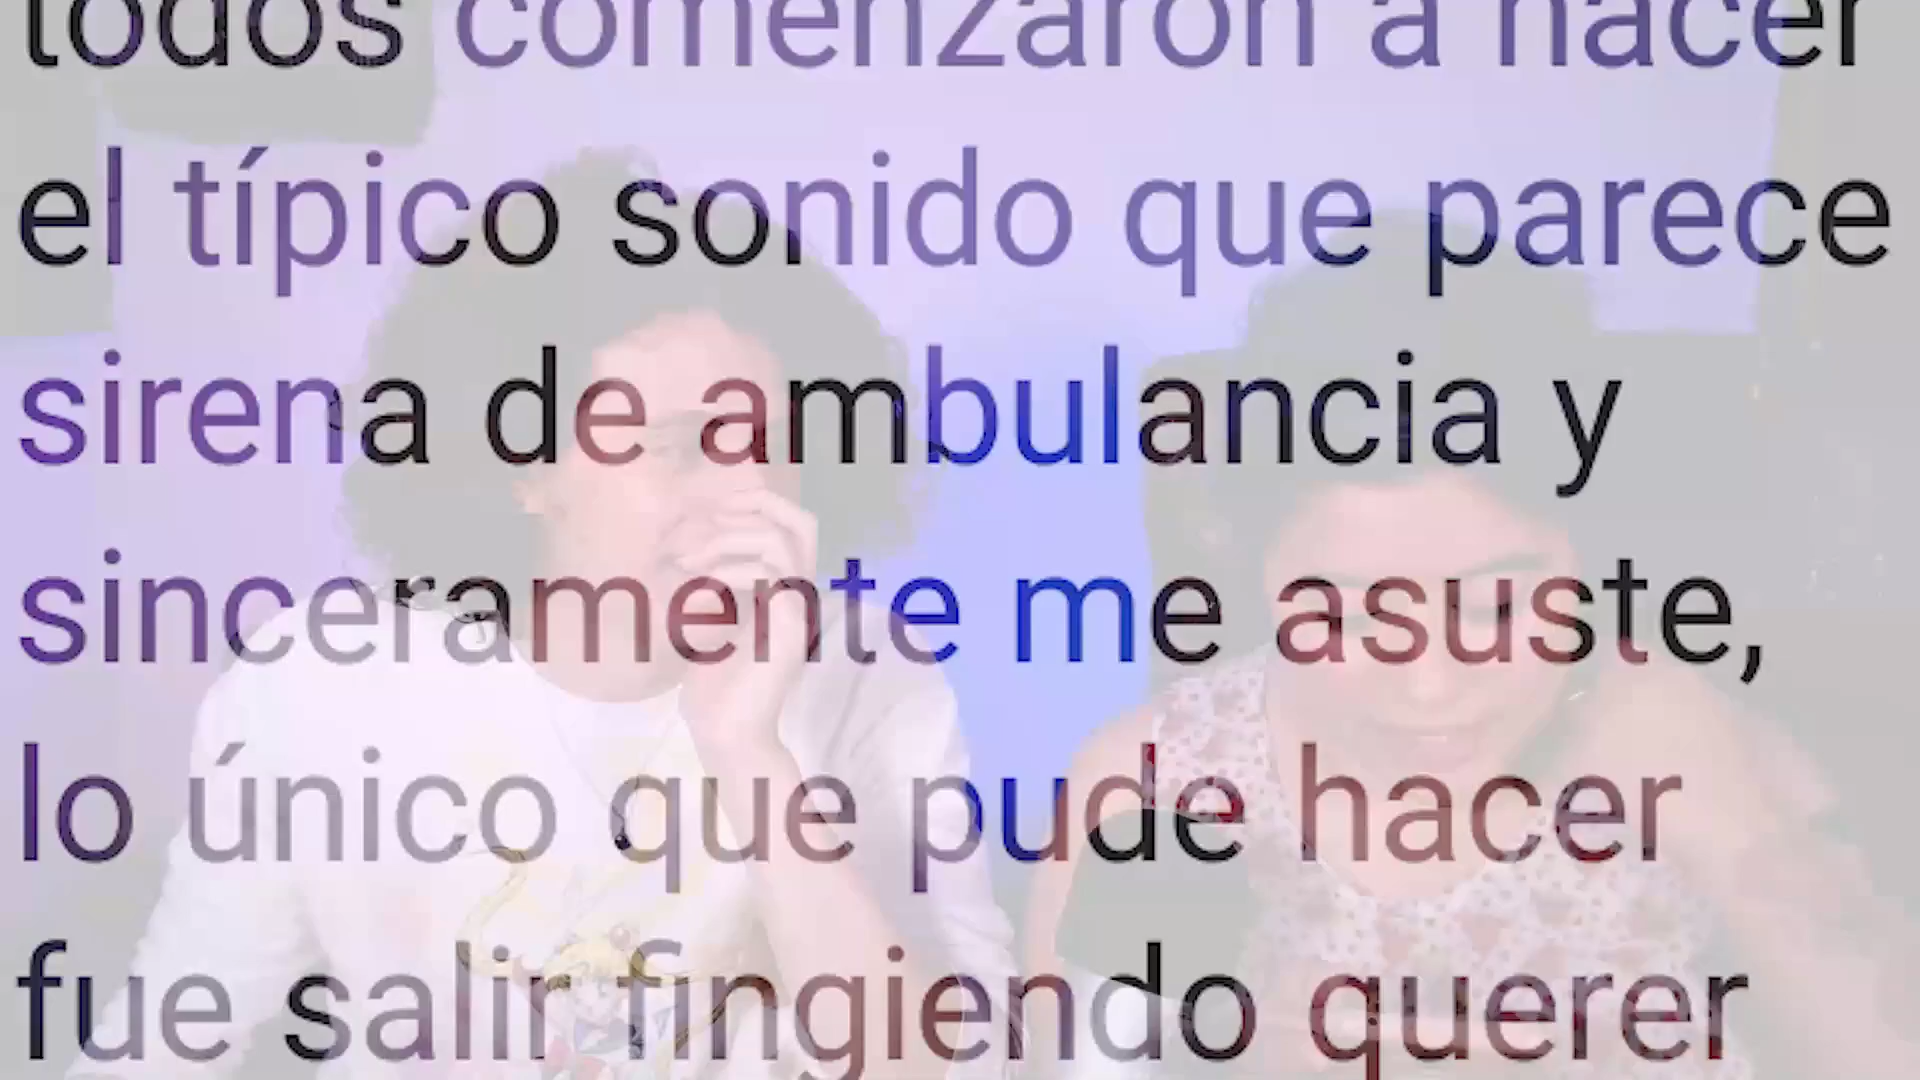 todos comenzaron a hacer
el típico sonido que parece
sirena de ambulancia y
sinceramente me asuste,
lo único que pude hacer
fue salir fingiendo querer